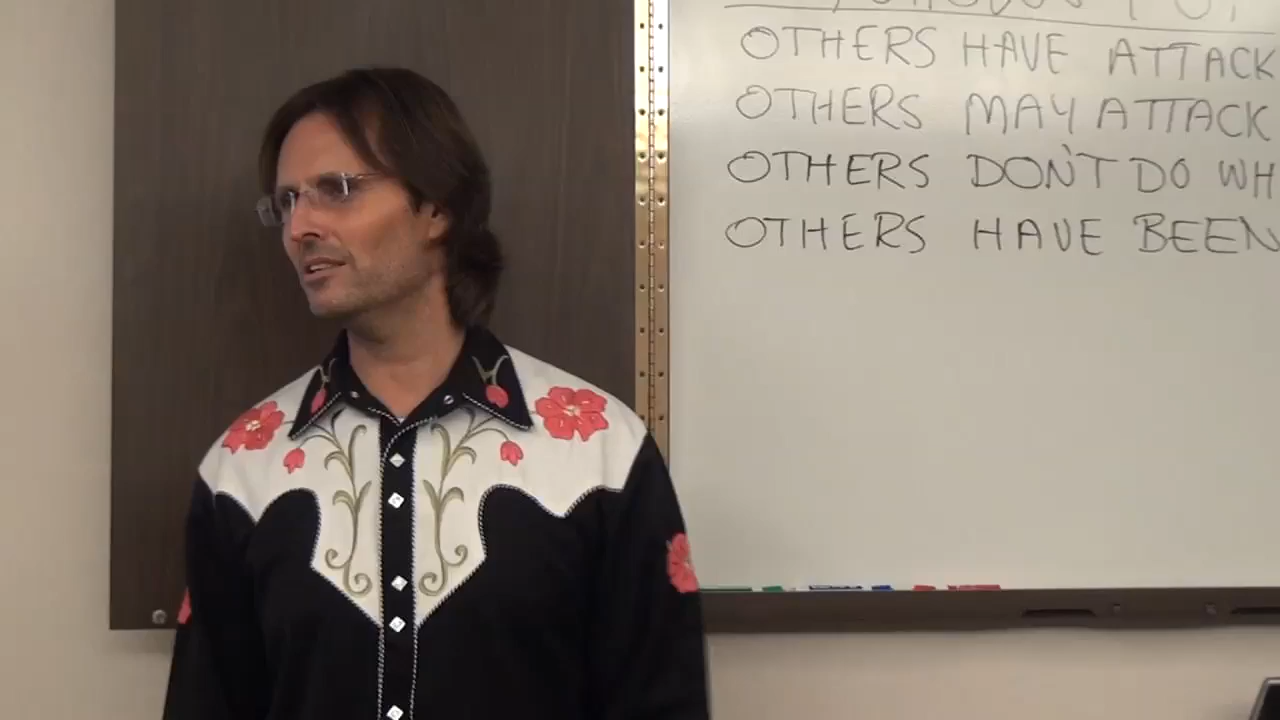 OTHERS HAVE ATTACK
OTHERS MAY ATTACK
OTHERS DON'T DO WH
OTHERS HAVE BEEN